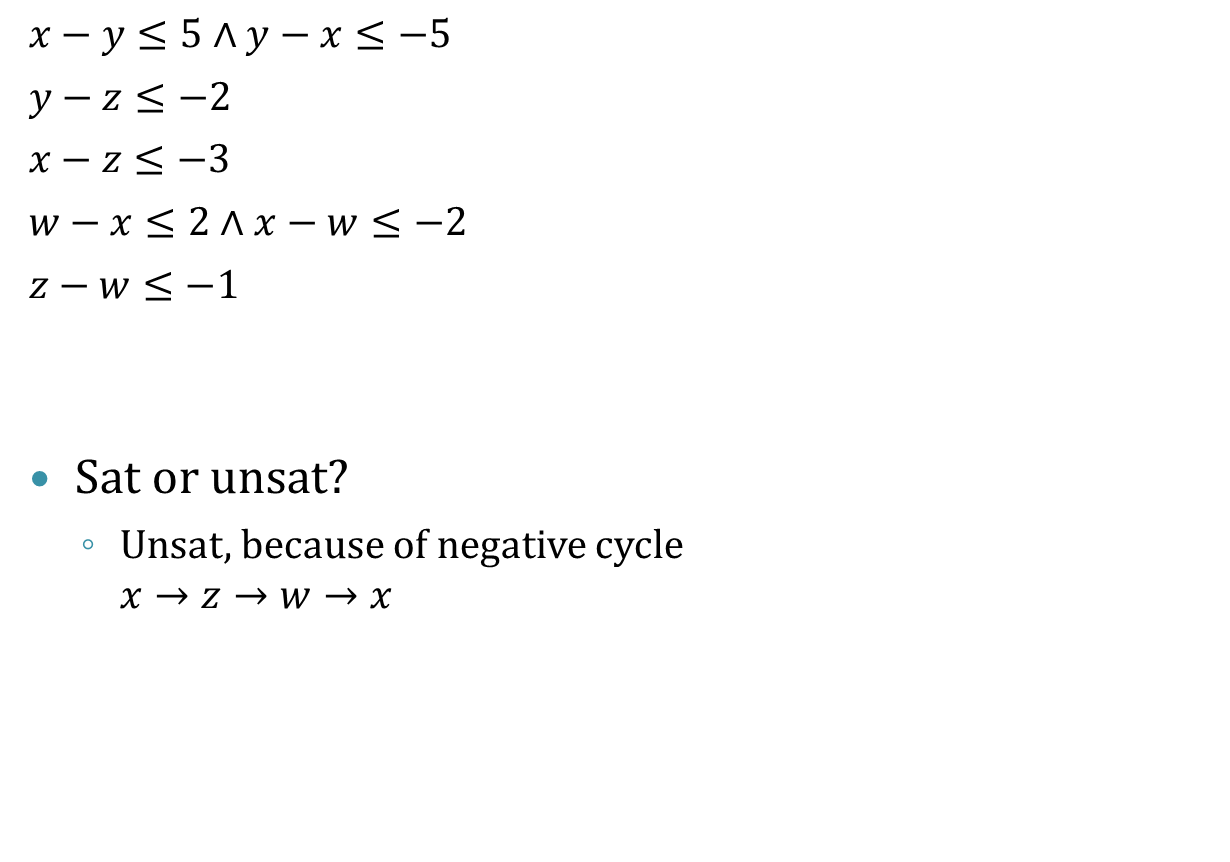 x − y ≤ 5 ∧ y − x ≤ −5
y − z ≤ −2
x − z ≤ −3
w − x ≤ 2 ∧ x − w ≤ −2
z − w ≤ −1
• Sat or unsat?
◦ Unsat, because of negative cycle
x → z → w → x